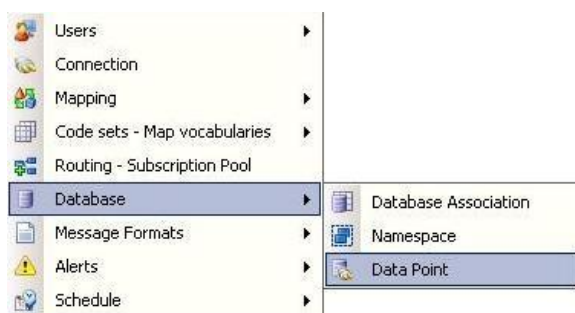 Users
Connection
Mapping
Code sets - Map vocabularies
Routing - Subscription Pool
Database
Message Formats
Alerts
Schedule
Database Association
Namespace
Data Point